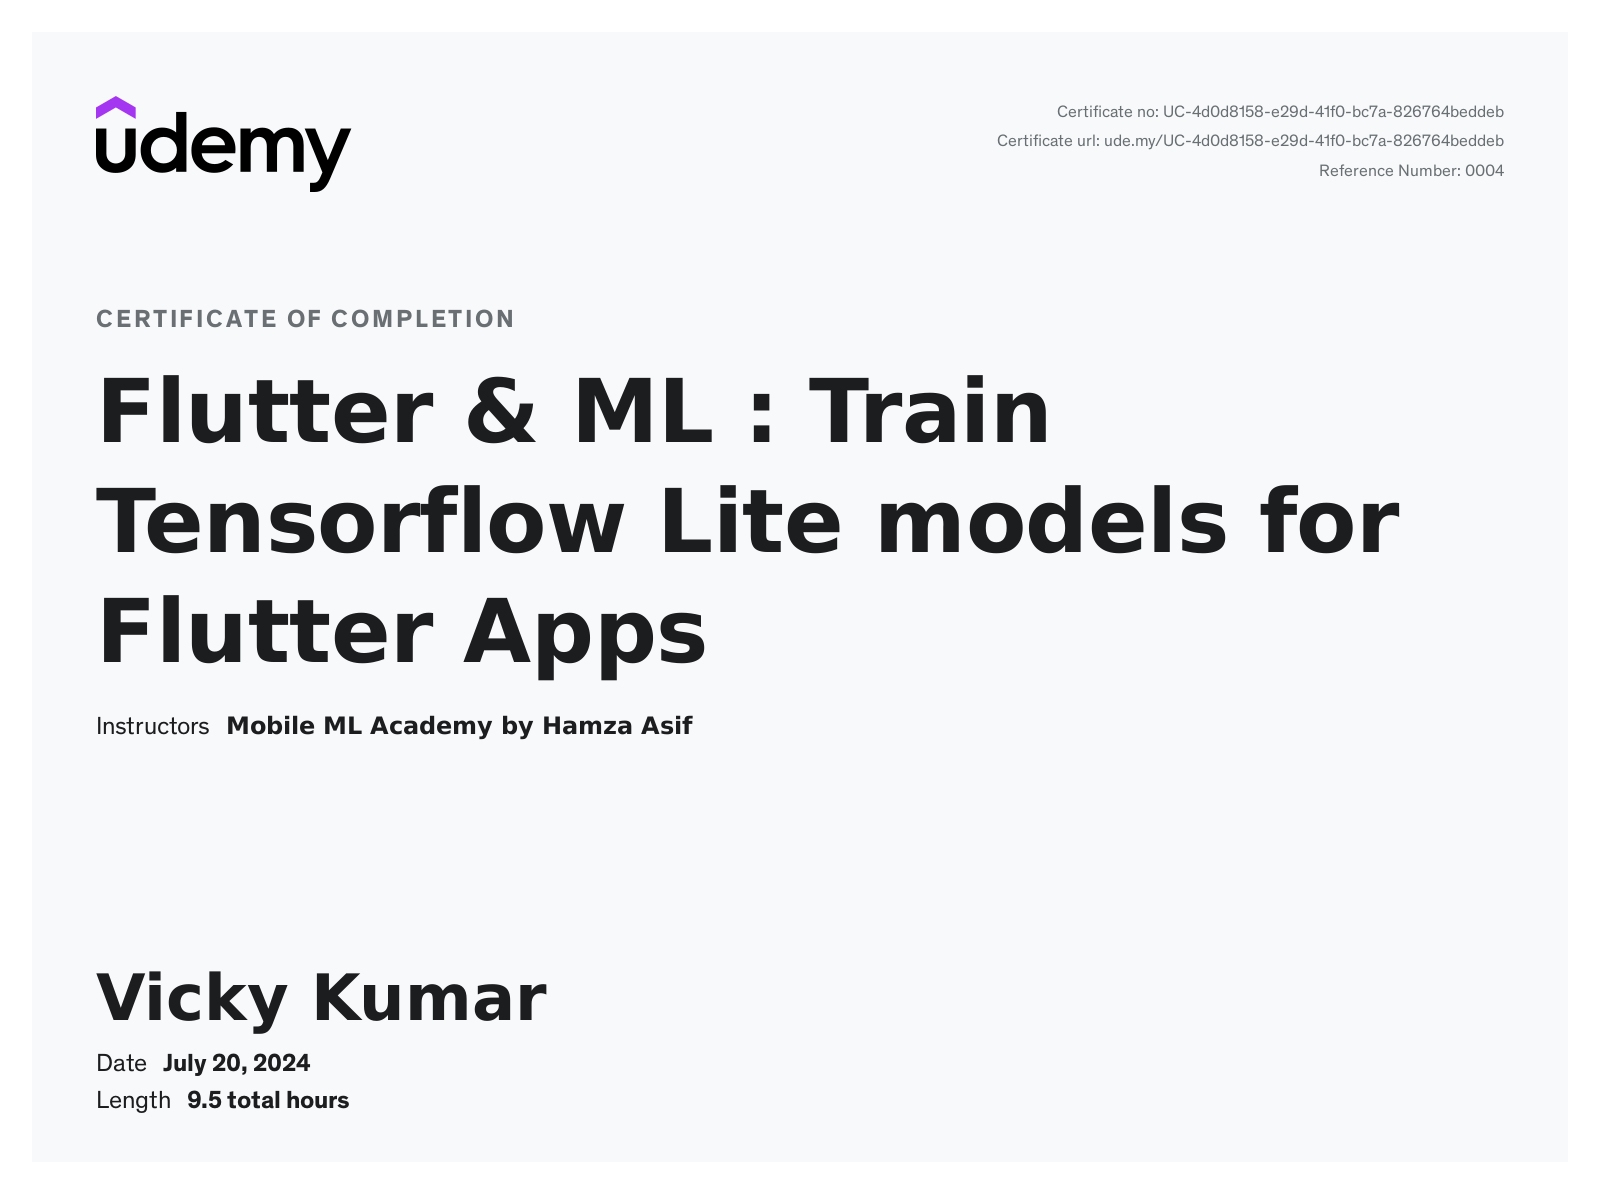 udemy
Certificate no: UC-4d0d8158-e29d-41f0-bc7a-826764beddeb
Certificate url: ude.my/UC-4d0d8158-e29d-41f0-bc7a-826764beddeb
Reference Number: 0004
CERTIFICATE OF COMPLETION
Flutter & ML : Train
Tensorflow Lite models for
Flutter Apps
Instructors Mobile ML Academy by Hamza Asif
Vicky Kumar
Date July 20, 2024
Length 9.5 total hours